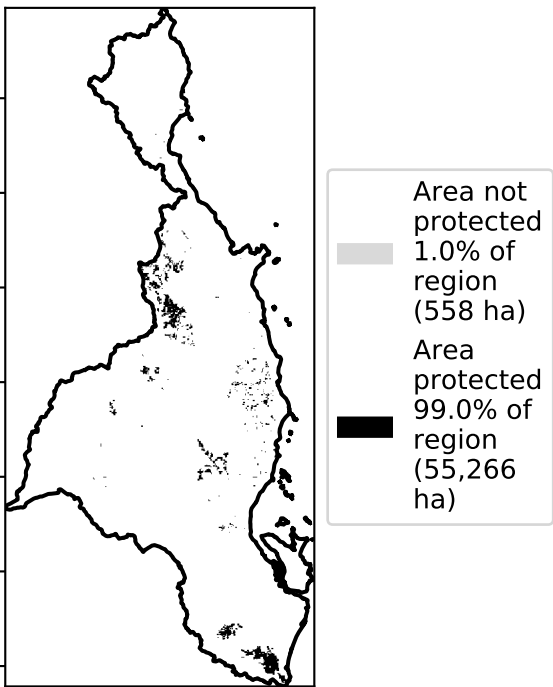 Area not
protected
1.0% of
region
(558 ha)
Area
protected
99.0% of
region
(55,266
ha)